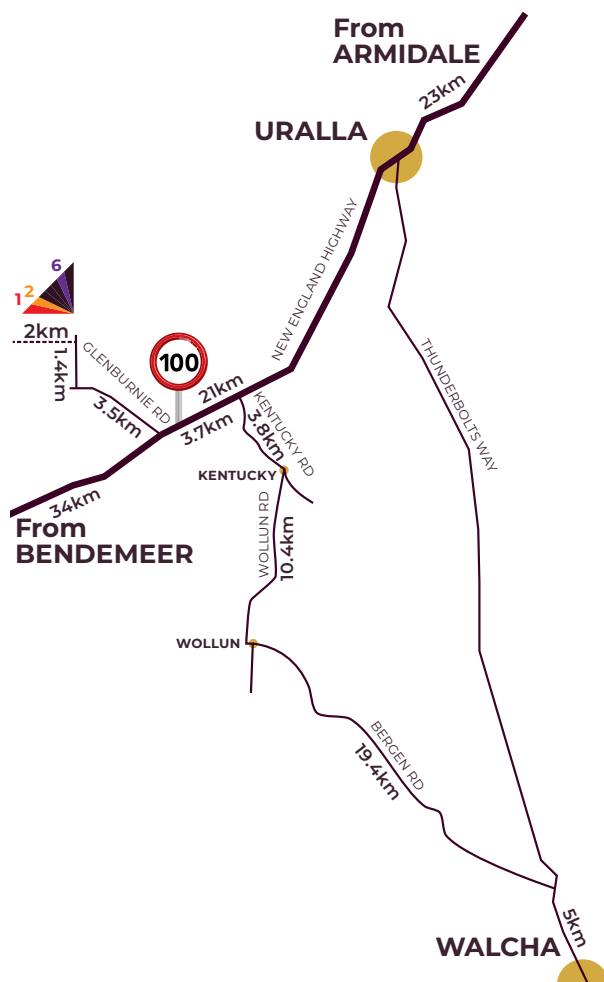 From
ARMIDALE
23km
URALLA
NEW ENGLAND HIGHWAY
6
1 2
2km
1.4km
GLENBURNIE RD
3.5km
100
21km
3.7km
KENTUCKY RD
3.8km
THUNDERBOLTS WAY
KENTUCKY
34km
From
BENDEMEER
WOLLUN RD
10.4km
WOLLUN
BERGEN RD
19.4km
5km
WALCHA